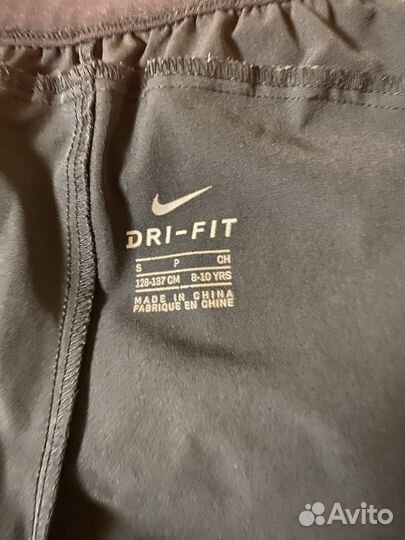 DRI-FIT
S P CH
128-137 CM 8-10 YRS
MADE IN CHINA
FABRIQUE EN CHINE
Avito